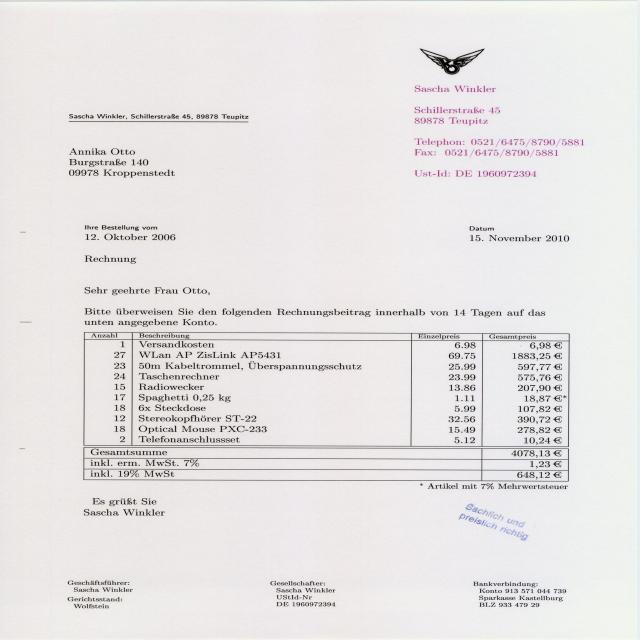 Sascha Winkler
Schillerstraße 45
89878 Teupitz
Telephon: 0521/6475/8790/5881
Fax: 0521/6475/8790/5881
Ust-Id: DE 1960972394
Sascha Winkler, Schillerstraße 45, 89878 Teupitz
Annika Otto
Burgstraße 140
09978 Kroppenstedt
Ihre Bestellung vom
12. Oktober 2006
Datum
15. November 2010
Rechnung
Sehr geehrte Frau Otto,
Bitte überweisen Sie den folgenden Rechnungsbeitrag innerhalb von 14 Tagen auf das
unten angegebene Konto.
Anzahl Beschreibung Einzelpreis Gesamtpreis
1 Versandkosten 6.98 6,98 €
27 WLan AP ZisLink AP5431 69.75 1883,25 €
23 50m Kabeltrommel, Überspannungsschutz 25.99 597,77 €
24 Taschenrechner 23.99 575,76 €
15 Radiowecker 13.86 207,90 €
17 Spaghetti 0,25 kg 1.11 18,87 €*
18 6x Steckdose 5.99 107,82 €
12 Stereokopfhörer ST-22 32.56 390,72 €
18 Optical Mouse PXC-233 15.49 278,82 €
2 Telefonanschlussset 5.12 10,24 €
Gesamtsumme 4078,13 €
inkl. erm. MwSt. 7% 1,23 €
inkl. 19% MwSt 648,12 €
* Artikel mit 7% Mehrwertsteuer
Es grüßt Sie
Sascha Winkler
Sachlich und
preislich richtig
Geschäftsführer:
Sascha Winkler
Gerichtsstand:
Wolfstein
Gesellschafter:
Sascha Winkler
UStId-Nr
DE 1960972394
Bankverbindung:
Konto 913 571 044 739
Sparkasse Kastellburg
BLZ 933 479 29